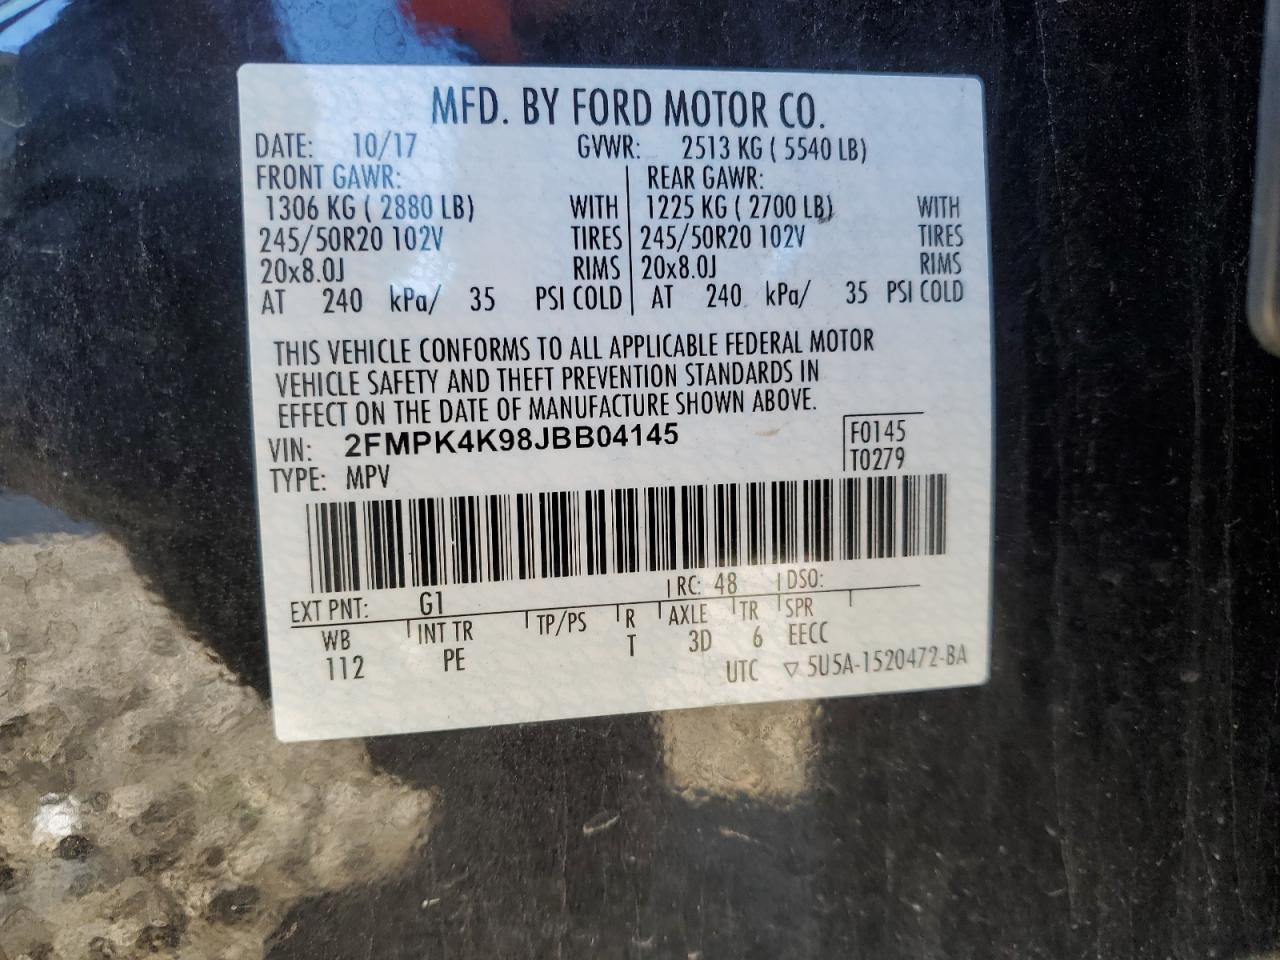 MFD. BY FORD MOTOR CO.
DATE: 10/17 GVWR: 2513 KG ( 5540 LB)
FRONT GAWR: REAR GAWR:
1306 KG ( 2880 LB) WITH 1225 KG ( 2700 LB) WITH
245/50R20 102V TIRES 245/50R20 102V TIRES
20x8.0J RIMS 20x8.0J RIMS
AT 240 kPa/ 35 PSI COLD AT 240 kPa/ 35 PSI COLD
THIS VEHICLE CONFORMS TO ALL APPLICABLE FEDERAL MOTOR
VEHICLE SAFETY AND THEFT PREVENTION STANDARDS IN
EFFECT ON THE DATE OF MANUFACTURE SHOWN ABOVE.
VIN: 2FMPK4K98JBB04145 F0145
TYPE: MPV T0279
EXT PNT: G1 RC: 48 DSO:
WB INT TR TP/PS R AXLE TR SPR
112 PE T 3D 6 EECC
UTC ▽ 5U5A-1520472-BA